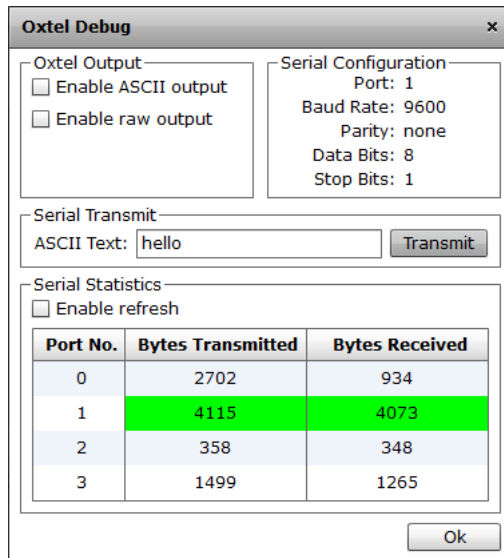 Oxtel Debug ×
Oxtel Output
Enable ASCII output
Enable raw output
Serial Configuration
Port: 1
Baud Rate: 9600
Parity: none
Data Bits: 8
Stop Bits: 1
Serial Transmit
ASCII Text: hello Transmit
Serial Statistics
Enable refresh
Port No. Bytes Transmitted Bytes Received
0 2702 934
1 4115 4073
2 358 348
3 1499 1265
Ok